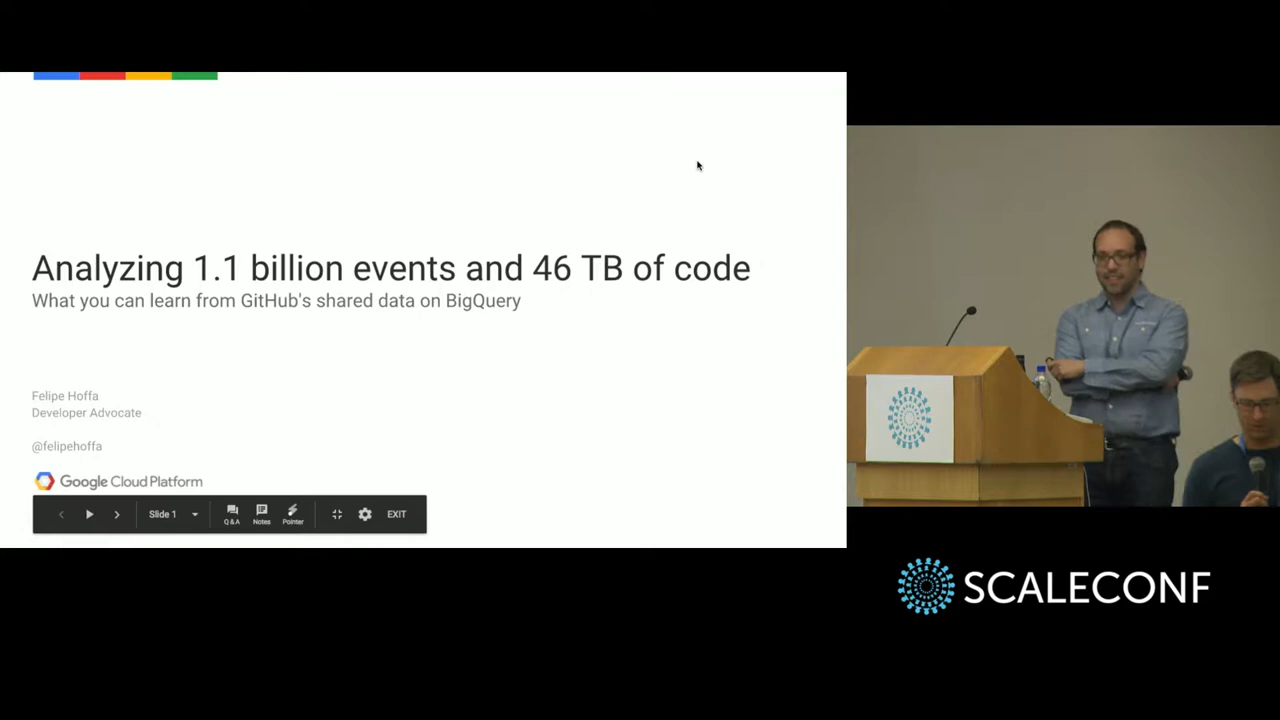 Analyzing 1.1 billion events and 46 TB of code
What you can learn from GitHub's shared data on BigQuery
Felipe Hoffa
Developer Advocate
@felipehoffa
Google Cloud Platform
Slide 1
Q&A
Notes
Pointer
EXIT
SCALECONF